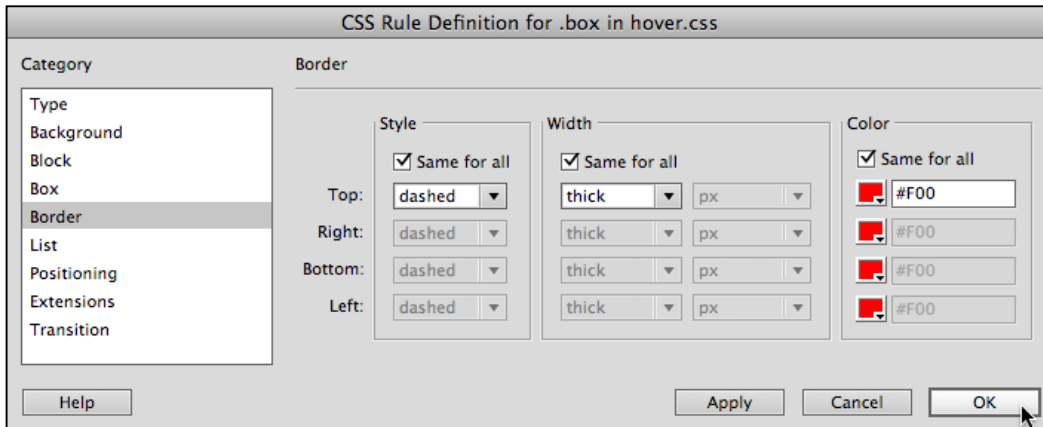 CSS Rule Definition for .box in hover.css
Category
Type
Background
Block
Box
Border
List
Positioning
Extensions
Transition
Border
Style Width Color
Same for all Same for all Same for all
Top: dashed thick px #F00
Right: dashed thick px #F00
Bottom: dashed thick px #F00
Left: dashed thick px #F00
Help Apply Cancel OK